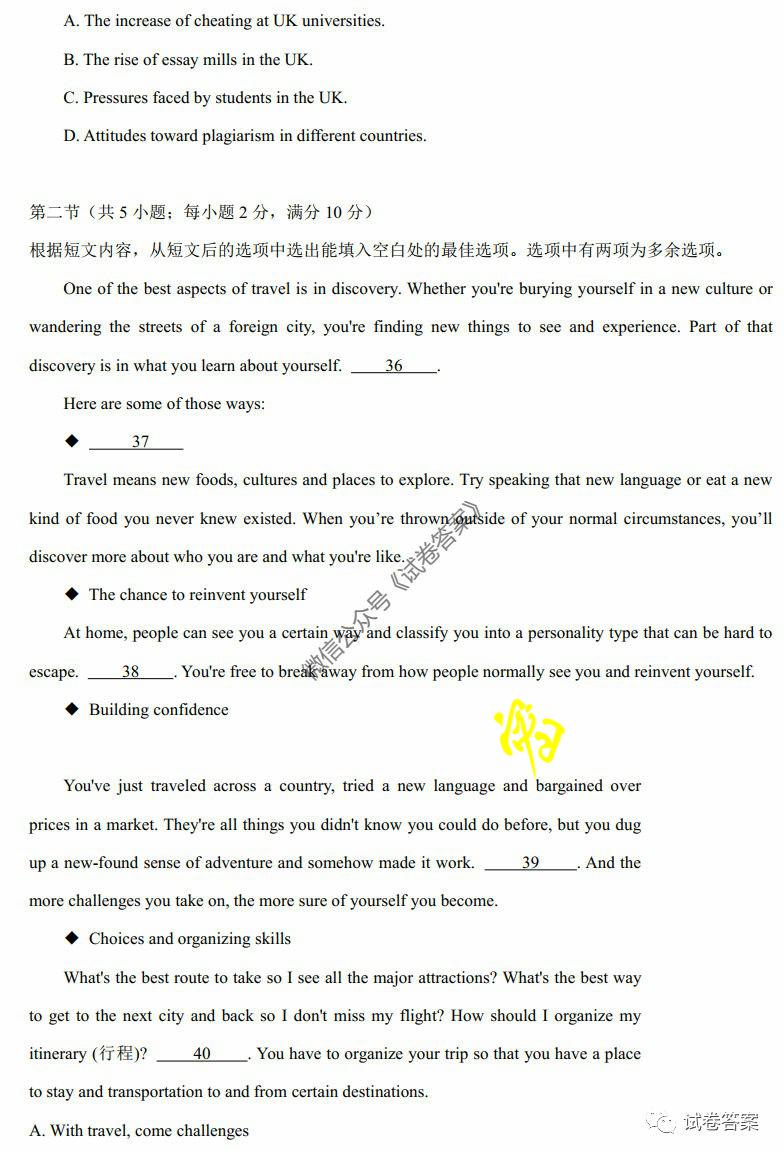 A. The increase of cheating at UK universities.
B. The rise of essay mills in the UK.
C. Pressures faced by students in the UK.
D. Attitudes toward plagiarism in different countries.
第二节（共 5 小题；每小题 2 分，满分 10 分）
根据短文内容，从短文后的选项中选出能填入空白处的最佳选项。选项中有两项为多余选项。
One of the best aspects of travel is in discovery. Whether you're burying yourself in a new culture or
wandering the streets of a foreign city, you're finding new things to see and experience. Part of that
discovery is in what you learn about yourself. ____36____.
Here are some of those ways:
◆ ____37____
Travel means new foods, cultures and places to explore. Try speaking that new language or eat a new
kind of food you never knew existed. When you’re thrown outside of your normal circumstances, you’ll
discover more about who you are and what you're like.
◆ The chance to reinvent yourself
At home, people can see you a certain way and classify you into a personality type that can be hard to
escape. ____38____. You're free to break away from how people normally see you and reinvent yourself.
◆ Building confidence
You've just traveled across a country, tried a new language and bargained over
prices in a market. They're all things you didn't know you could do before, but you dug
up a new-found sense of adventure and somehow made it work. ____39____. And the
more challenges you take on, the more sure of yourself you become.
◆ Choices and organizing skills
What's the best route to take so I see all the major attractions? What's the best way
to get to the next city and back so I don't miss my flight? How should I organize my
itinerary (行程)? ____40____. You have to organize your trip so that you have a place
to stay and transportation to and from certain destinations.
A. With travel, come challenges
微信公众号《试卷答案》
试卷答案